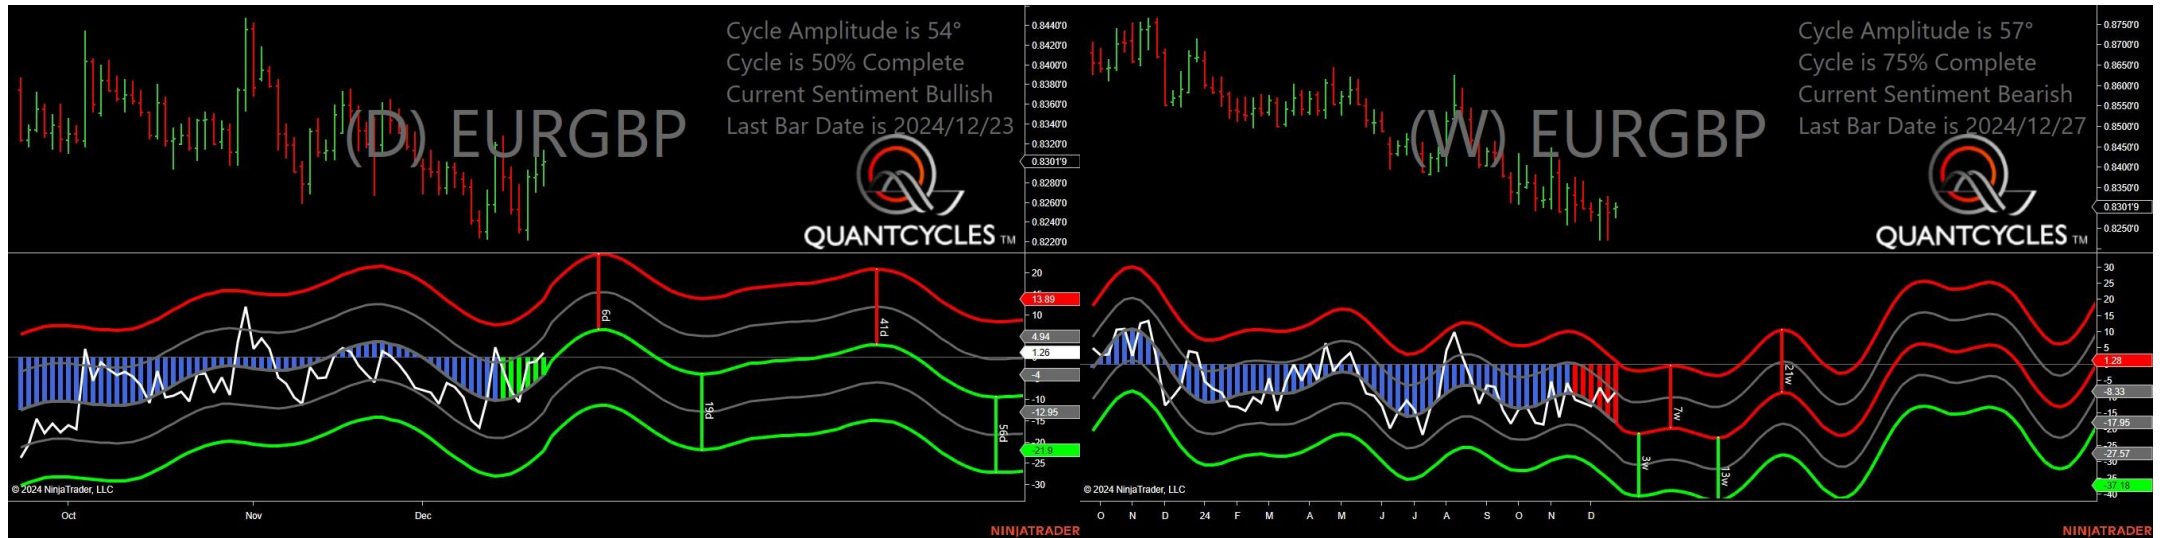 Cycle Amplitude is 54°
Cycle is 50% Complete
Current Sentiment Bullish
Last Bar Date is 2024/12/23
(D) EURGBP
QUANTCYCLES TM
0.8440'0
0.8420'0
0.8400'0
0.8360'0
0.8340'0
0.8320'0
0.8301'9
0.8280'0
0.8260'0
0.8240'0
0.8220'0
6d
41d
19d
56d
20
13.89
10
4.94
1.26
-4
-10
-12.95
-15
-21.9
-25
-30
© 2024 NinjaTrader, LLC
Oct
Nov
Dec
NINJATRADER
Cycle Amplitude is 57°
Cycle is 75% Complete
Current Sentiment Bearish
Last Bar Date is 2024/12/27
(W) EURGBP
QUANTCYCLES TM
0.8750'0
0.8700'0
0.8650'0
0.8600'0
0.8550'0
0.8500'0
0.8450'0
0.8400'0
0.8350'0
0.8301'9
0.8250'0
3w
7w
13w
21w
30
25
20
15
10
5
1.28
-5
-8.33
-15
-17.95
-27.57
-30
-37.18
-40
© 2024 NinjaTrader, LLC
O N D 24 F M A M J J A S O N D
NINJATRADER